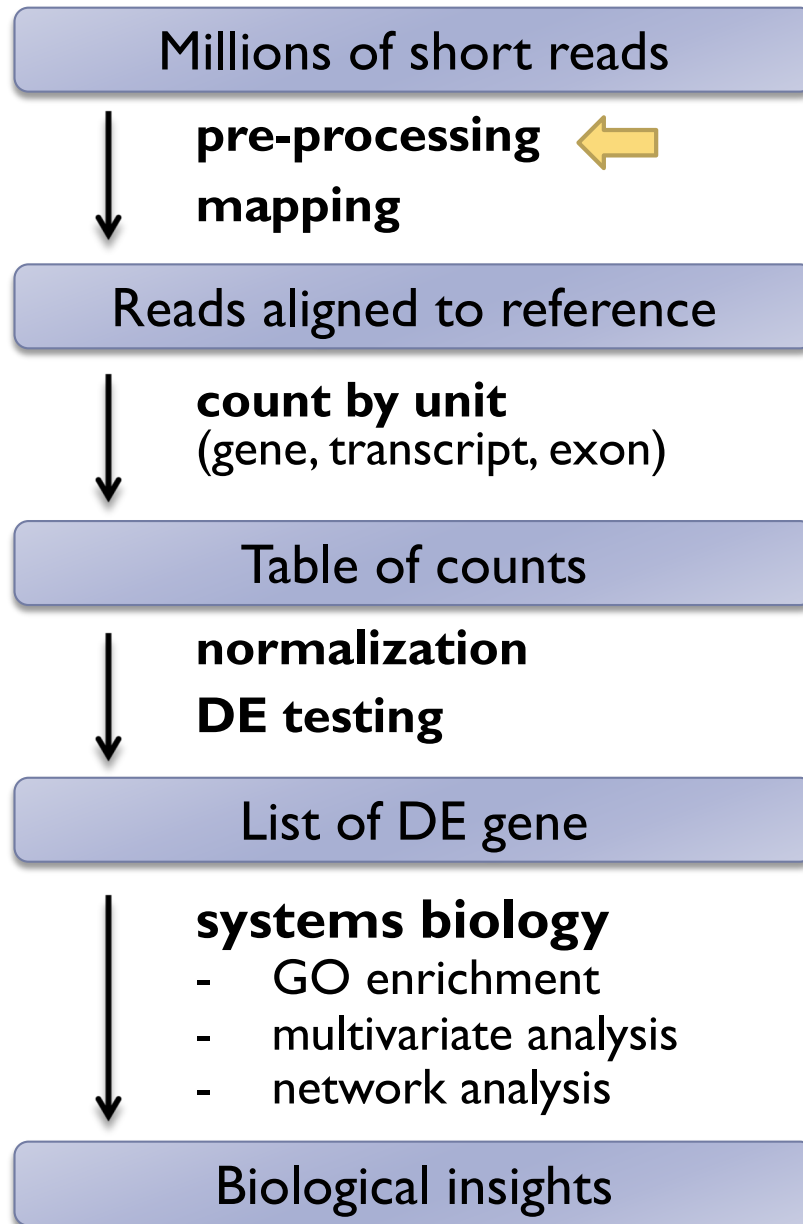 Millions of short reads
pre-processing
mapping
Reads aligned to reference
count by unit
(gene, transcript, exon)
Table of counts
normalization
DE testing
List of DE gene
systems biology
- GO enrichment
- multivariate analysis
- network analysis
Biological insights